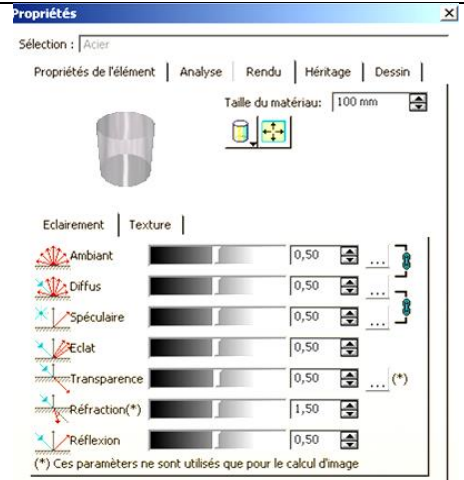 Propriétés
Sélection : Acier
Propriétés de l'élément Analyse Rendu Héritage Dessin
Taille du matériau: 100 mm
Eclairement Texture
Ambiant 0,50 ...
Diffus 0,50 ...
Spéculaire 0,50 ...
Eclat 0,50
Transparence 0,50 ... (*)
Réfraction(*) 1,50
Réflexion 0,50
(*) Ces paramèters ne sont utilisés que pour le calcul d'image